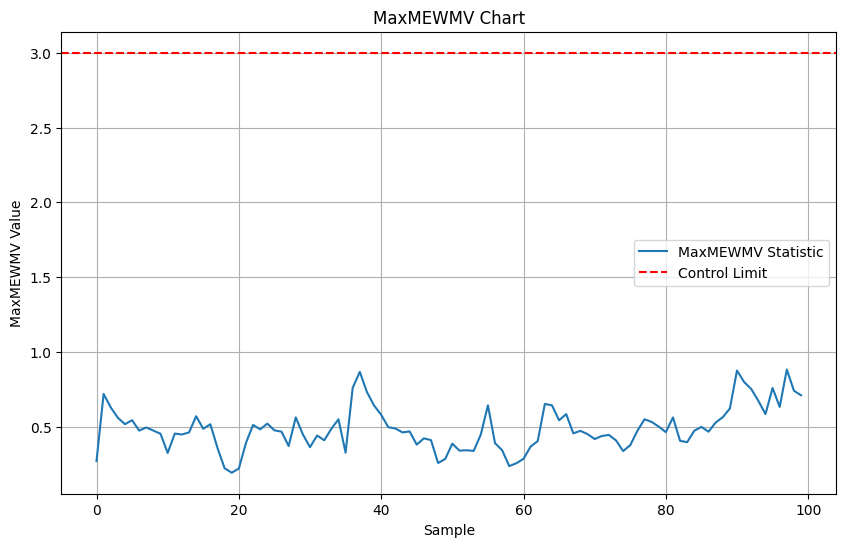 MaxMEWMV Chart
MaxMEWMV Value
3.0
2.5
2.0
1.5
1.0
0.5
MaxMEWMV Statistic
Control Limit
0
20
40
60
80
100
Sample